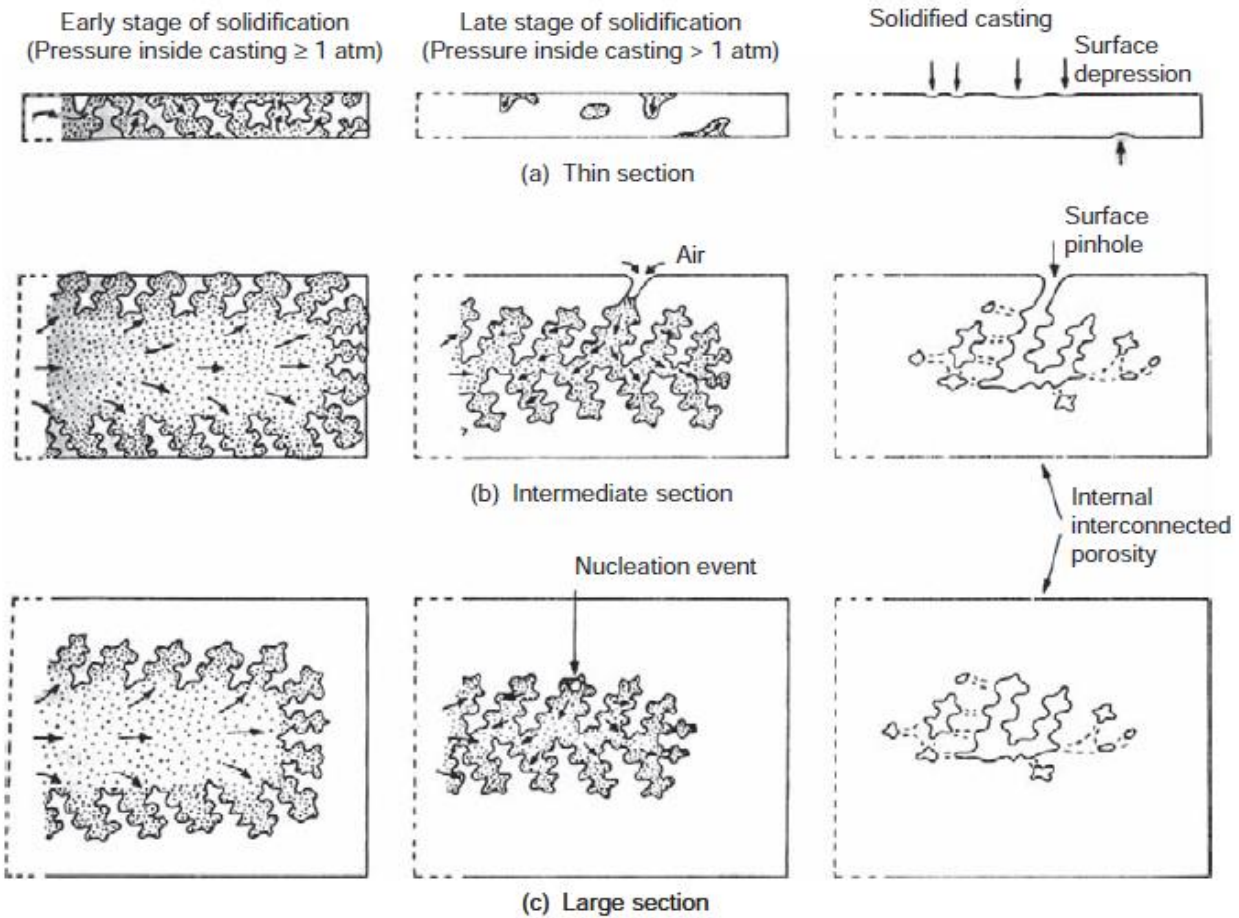 Early stage of solidification
(Pressure inside casting ≥ 1 atm)
Late stage of solidification
(Pressure inside casting > 1 atm)
Solidified casting
Surface
depression
(a) Thin section
Air
Surface
pinhole
(b) Intermediate section
Internal
interconnected
porosity
Nucleation event
(c) Large section